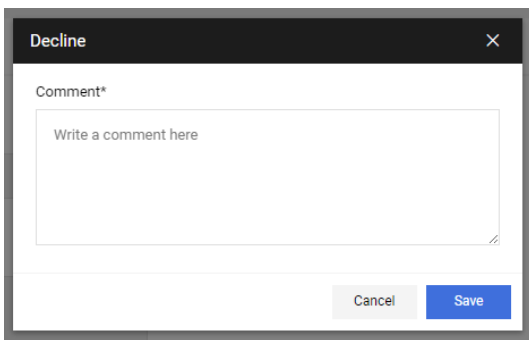 Decline
Comment*
Write a comment here
Cancel
Save